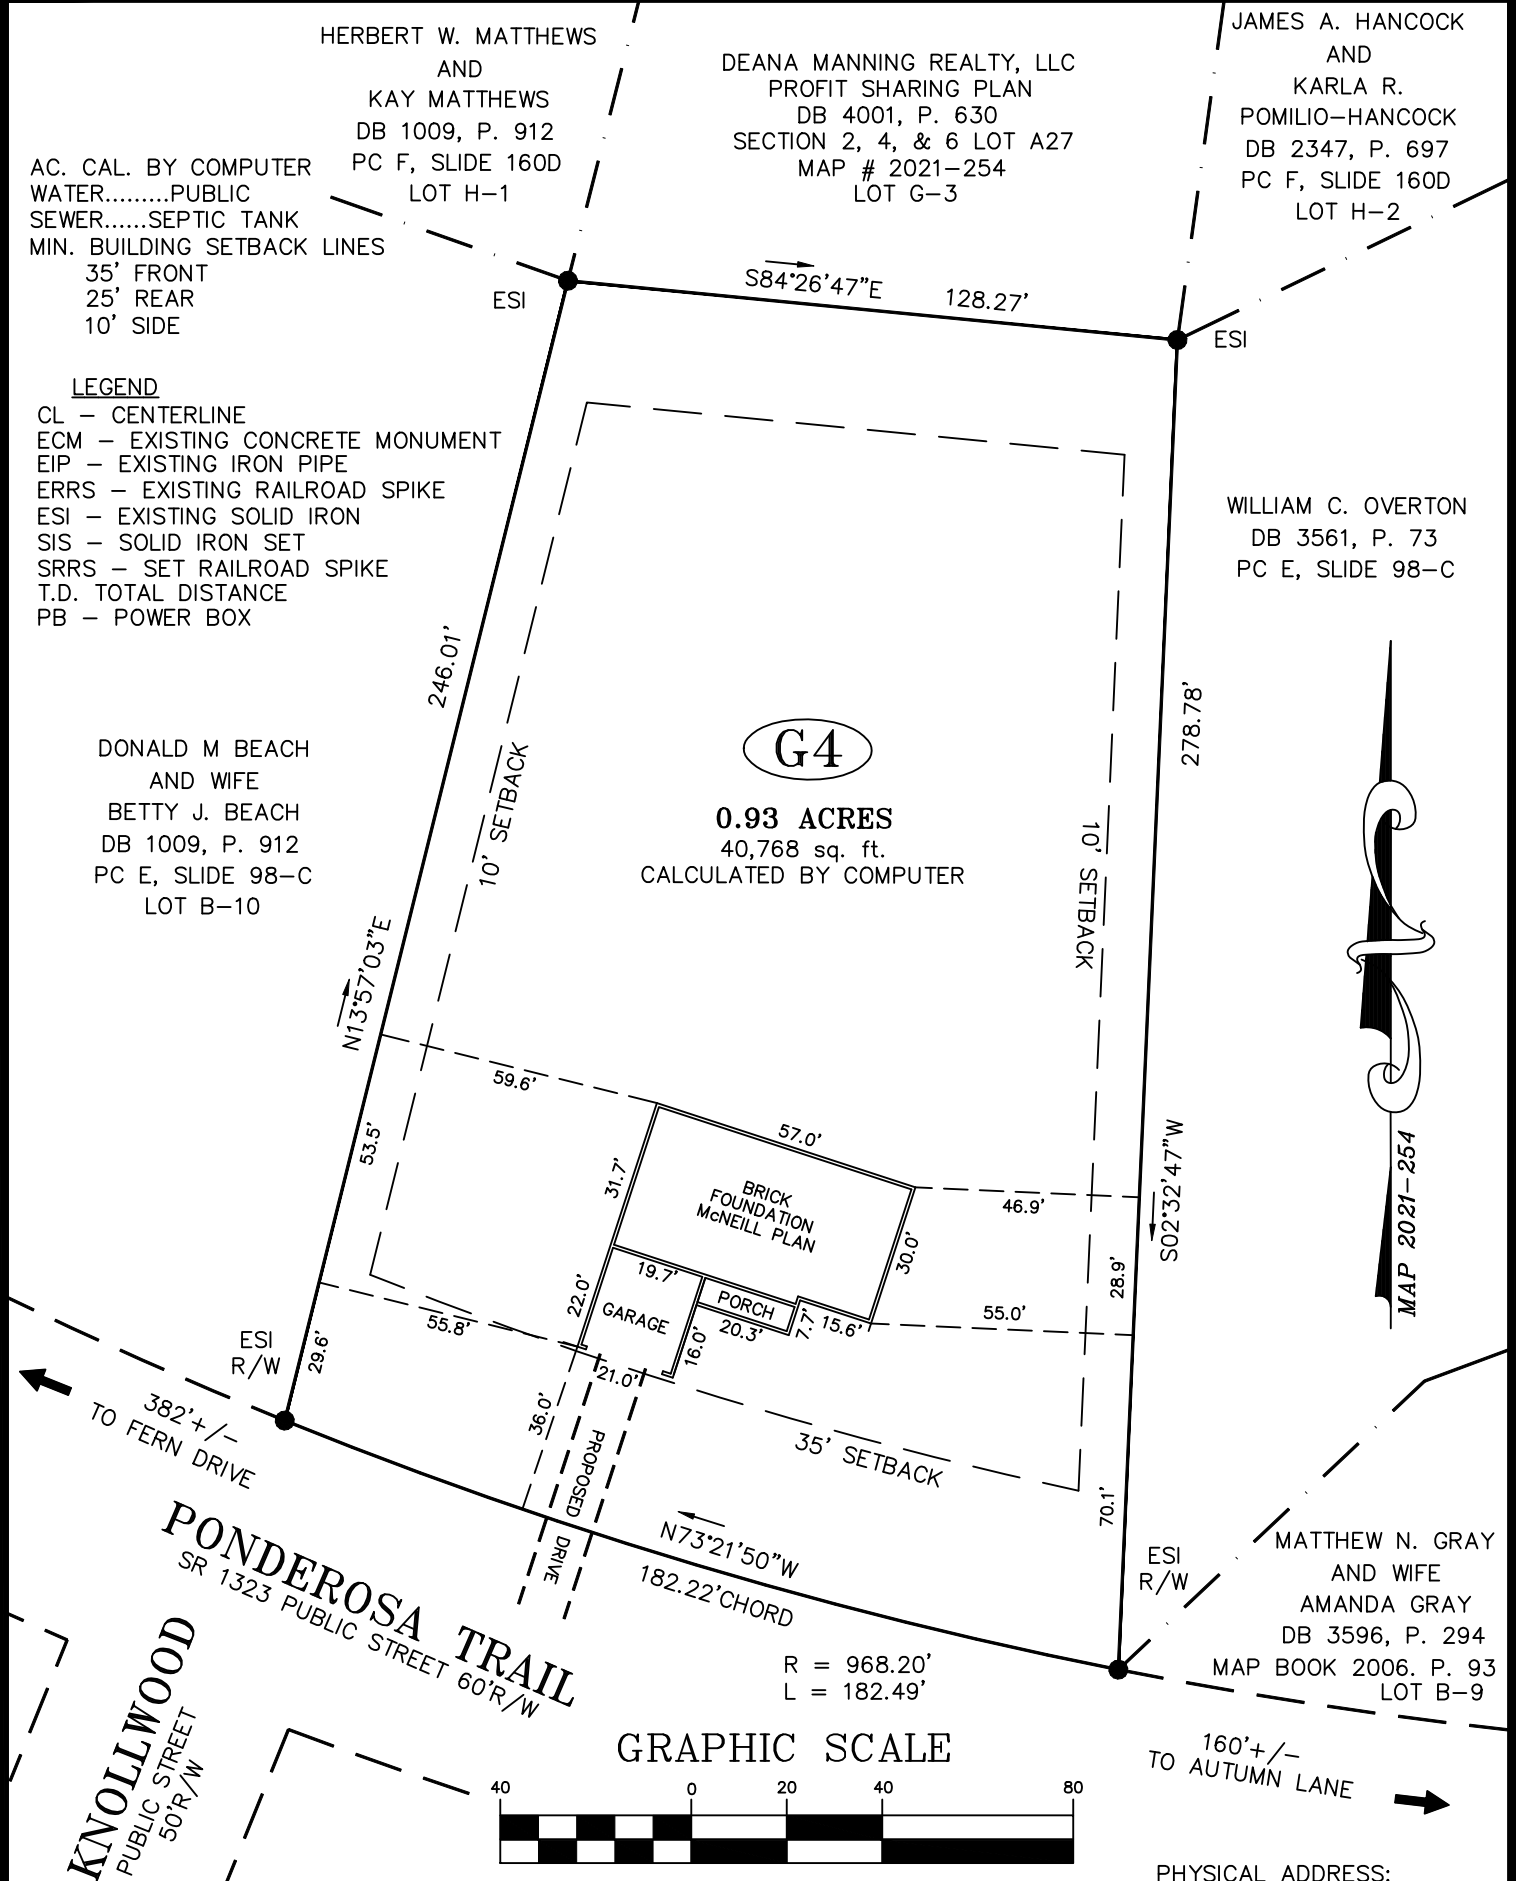 HERBERT W. MATTHEWS
AND
KAY MATTHEWS
DB 1009, P. 912
PC F, SLIDE 160D
LOT H-1
DEANA MANNING REALTY, LLC
PROFIT SHARING PLAN
DB 4001, P. 630
SECTION 2, 4, & 6 LOT A27
MAP # 2021-254
LOT G-3
JAMES A. HANCOCK
AND
KARLA R.
POMILIO-HANCOCK
DB 2347, P. 697
PC F, SLIDE 160D
LOT H-2
AC. CAL. BY COMPUTER
WATER.........PUBLIC
SEWER......SEPTIC TANK
MIN. BUILDING SETBACK LINES
35' FRONT
25' REAR
10' SIDE
ESI
S84°26'47"E
128.27'
ESI
LEGEND
CL - CENTERLINE
ECM - EXISTING CONCRETE MONUMENT
EIP - EXISTING IRON PIPE
ERRS - EXISTING RAILROAD SPIKE
ESI - EXISTING SOLID IRON
SIS - SOLID IRON SET
SRRS - SET RAILROAD SPIKE
T.D. TOTAL DISTANCE
PB - POWER BOX
WILLIAM C. OVERTON
DB 3561, P. 73
PC E, SLIDE 98-C
246.01'
278.78'
DONALD M BEACH
AND WIFE
BETTY J. BEACH
DB 1009, P. 912
PC E, SLIDE 98-C
LOT B-10
10' SETBACK
G4
0.93 ACRES
40,768 sq. ft.
CALCULATED BY COMPUTER
10' SETBACK
N13°57'03"E
59.6'
53.5'
57.0'
31.7'
BRICK
FOUNDATION
McNEILL PLAN
46.9'
30.0'
S02°32'47"W
28.9'
MAP 2021-254
19.7'
22.0'
GARAGE
PORCH
20.3'
7.7'
15.6'
16.0'
55.0'
55.8'
29.6'
21.0'
36.0'
ESI
R/W
382'+/-
TO FERN DRIVE
PROPOSED
DRIVE
35' SETBACK
70.1'
N73°21'50"W
182.22'CHORD
ESI
R/W
MATTHEW N. GRAY
AND WIFE
AMANDA GRAY
DB 3596, P. 294
MAP BOOK 2006. P. 93
LOT B-9
PONDEROSA TRAIL
SR 1323 PUBLIC STREET 60'R/W
R = 968.20'
L = 182.49'
KNOLLWOOD
PUBLIC STREET
50'R/W
160'+/-
TO AUTUMN LANE
GRAPHIC SCALE
40 0 20 40 80
PHYSICAL ADDRESS: